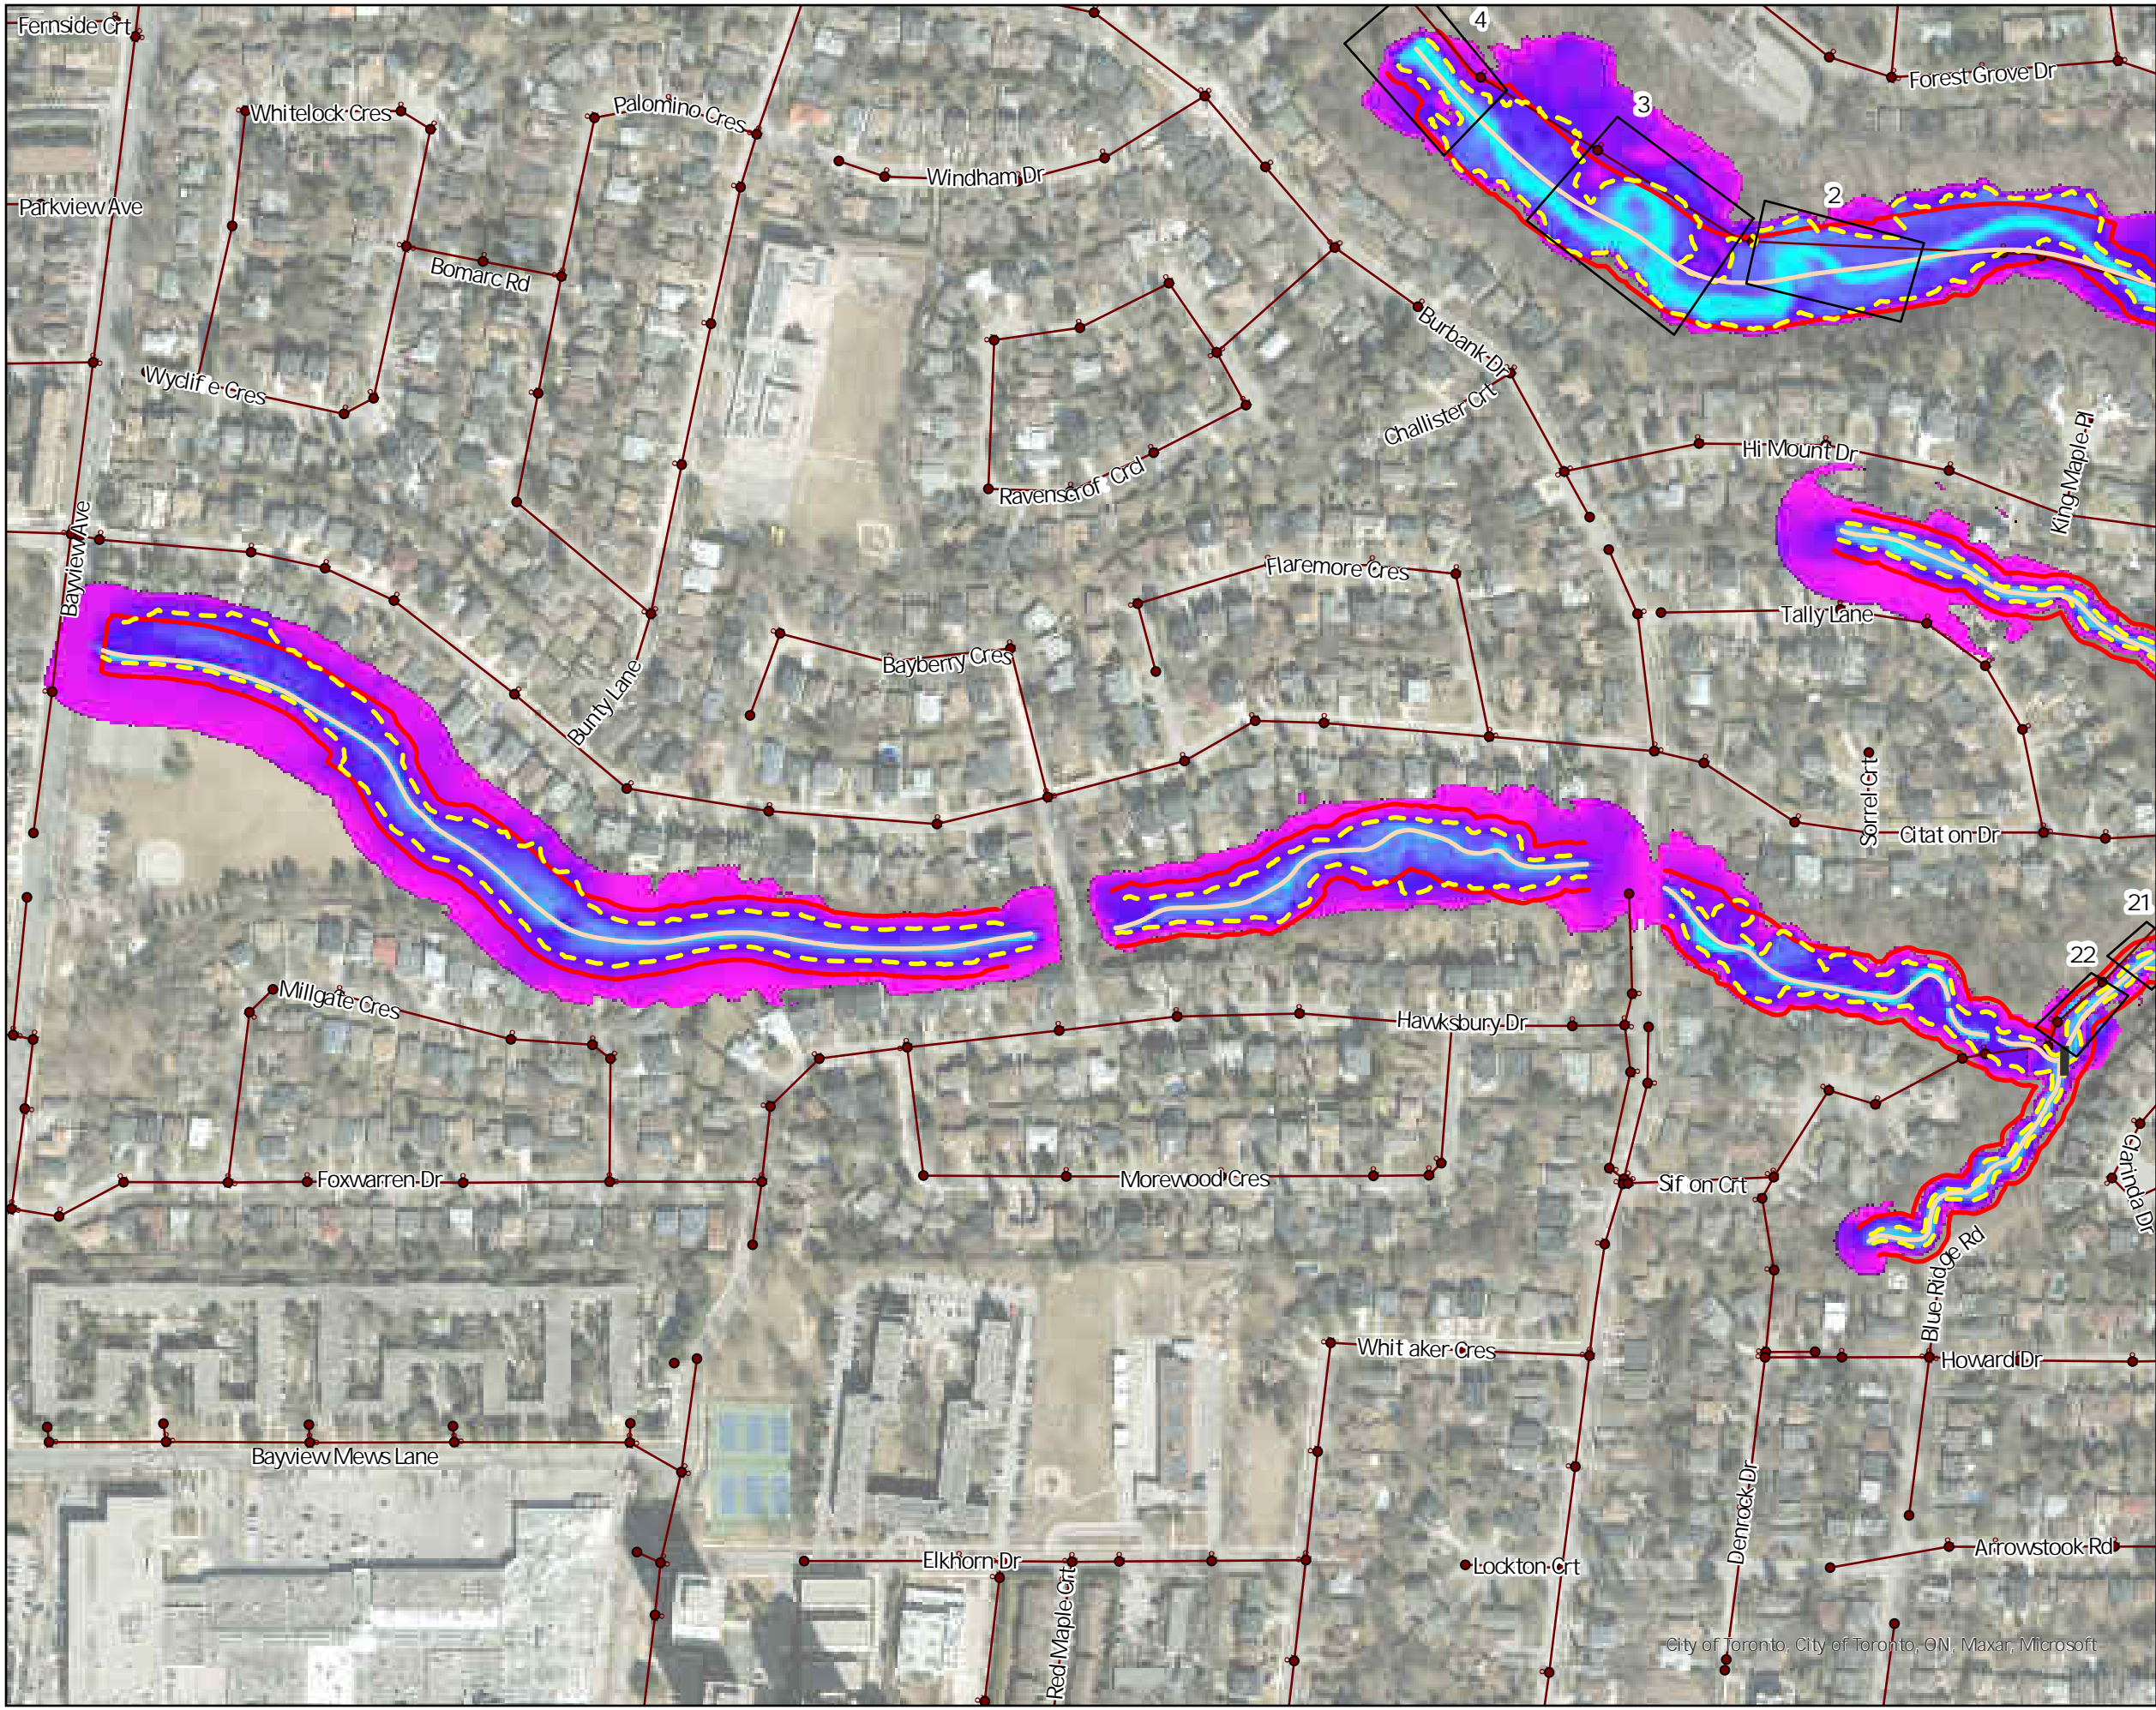 Fernside Crt
4
Forest Grove Dr
Whitelock Cres
Palomino Cres
3
Windham Dr
2
Parkview Ave
Bomarc Rd
Burbank Dr
Wyclif e Cres
Challister Crt
King Maple Pl
Hi Mount Dr
Ravenscrof Crd
Bayview Ave
Flaremore Cres
Tally Lane
Bayberry Cres
Bunty Lane
Sorrel Crt
Citat on Dr
21
22
Millgate Cres
Hawksbury Dr
Foxwarren Dr
Morewood Cres
Sif on Crt
Clarinda Dr
Blue Ridge Rd
Whit aker Cres
Howard Dr
Bayview Mews Lane
Denrock Dr
Elkhorn Dr
Lockton Crt
Arrowstook Rd
Red Maple Crt
City of Toronto, City of Toronto, ON, Maxar, Microsoft